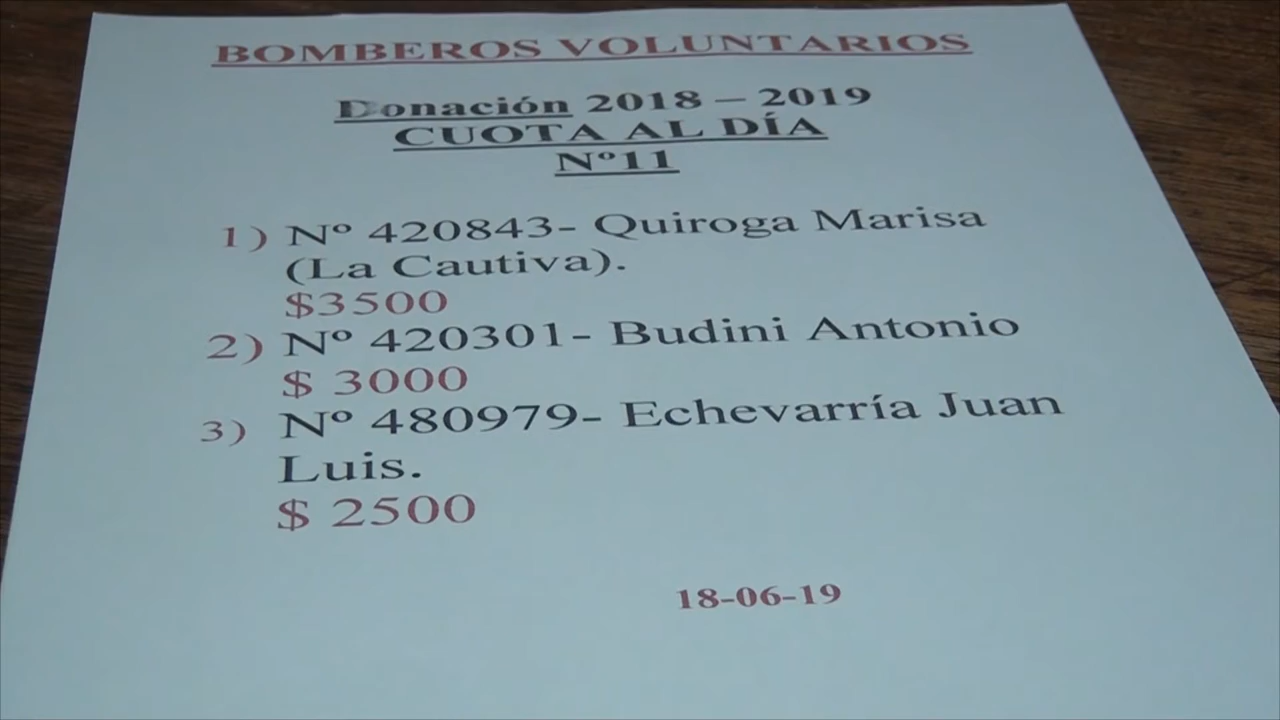 BOMBEROS VOLUNTARIOS
Donación 2018 – 2019
CUOTA AL DÍA
Nº11
1) Nº 420843- Quiroga Marisa
(La Cautiva).
$3500
2) Nº 420301- Budini Antonio
$ 3000
3) Nº 480979- Echevarría Juan
Luis.
$ 2500
18-06-19